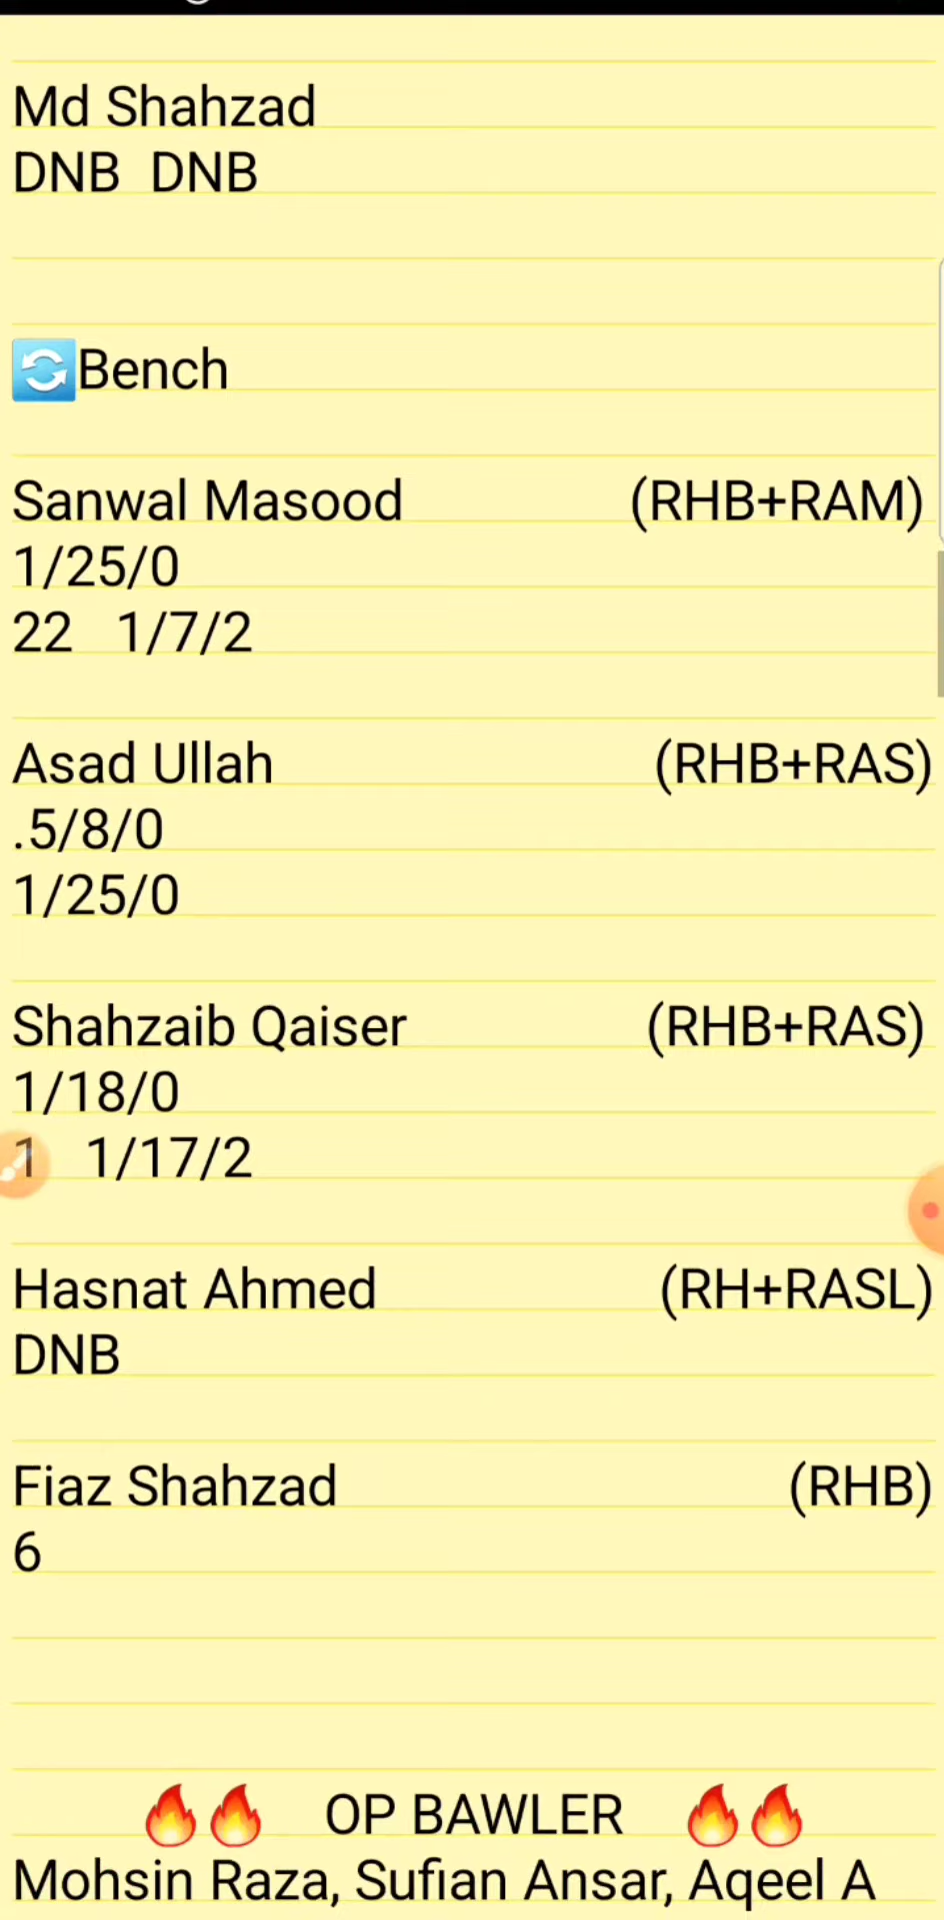 Md Shahzad
DNB DNB
Bench
Sanwal Masood (RHB+RAM)
1/25/0
22 1/7/2
Asad Ullah (RHB+RAS)
.5/8/0
1/25/0
Shahzaib Qaiser (RHB+RAS)
1/18/0
1 1/17/2
Hasnat Ahmed (RH+RASL)
DNB
Fiaz Shahzad (RHB)
6
🔥🔥 OP BAWLER 🔥🔥
Mohsin Raza, Sufian Ansar, Aqeel A